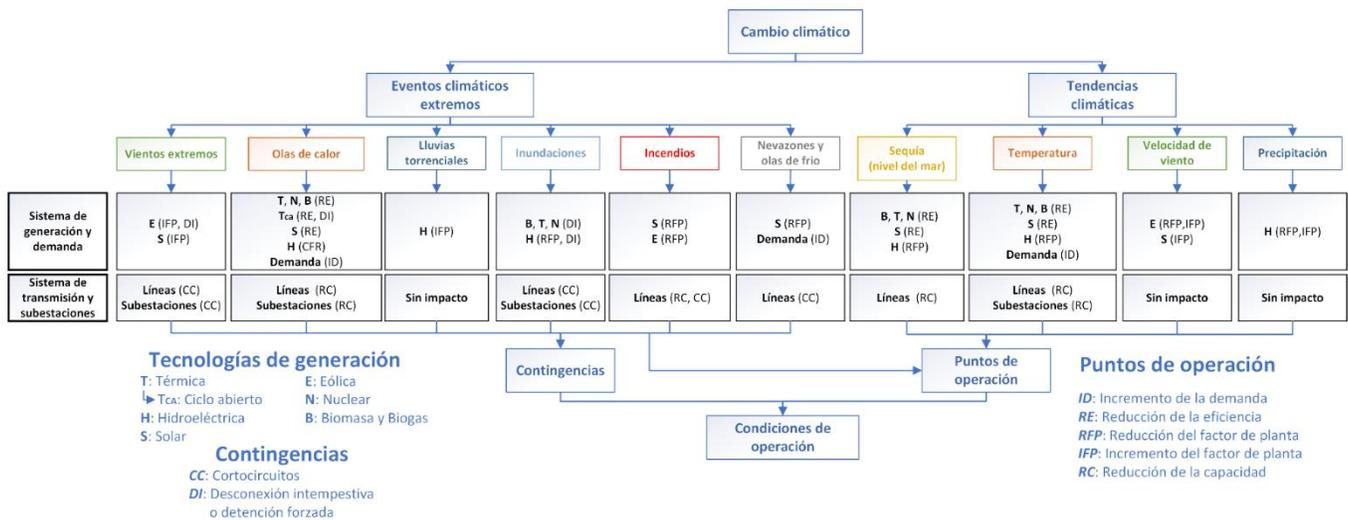 Cambio climático
Eventos climáticos
extremos
Tendencias
climáticas
Vientos extremos
Olas de calor
Lluvias
torrenciales
Inundaciones
Incendios
Nevazones y
olas de frio
Sequía
(nivel del mar)
Temperatura
Velocidad de
viento
Precipitación
Sistema de
generación y
demanda
E (IFP, DI)
S (IFP)
T, N, B (RE)
Tca (RE, DI)
S (RE)
H (CFR)
Demanda (ID)
H (IFP)
B, T, N (DI)
H (RFP, DI)
S (RFP)
E (RFP)
S (RFP)
Demanda (ID)
B, T, N (RE)
S (RE)
H (RFP)
T, N, B (RE)
S (RE)
H (RFP)
Demanda (ID)
E (RFP,IFP)
S (IFP)
H (RFP,IFP)
Sistema de
transmisión y
subestaciones
Líneas (CC)
Subestaciones (CC)
Líneas (RC)
Subestaciones (RC)
Sin impacto
Líneas (CC)
Subestaciones (CC)
Líneas (RC, CC)
Líneas (CC)
Líneas (RC)
Líneas (RC)
Subestaciones (RC)
Sin impacto
Sin impacto
Contingencias
Puntos de
operación
Condiciones de
operación
Tecnologías de generación
T: Térmica
TCA: Ciclo abierto
H: Hidroeléctrica
S: Solar
E: Eólica
N: Nuclear
B: Biomasa y Biogas
Contingencias
CC: Cortocircuitos
DI: Desconexión intempestiva
o detención forzada
Puntos de operación
ID: Incremento de la demanda
RE: Reducción de la eficiencia
RFP: Reducción del factor de planta
IFP: Incremento del factor de planta
RC: Reducción de la capacidad